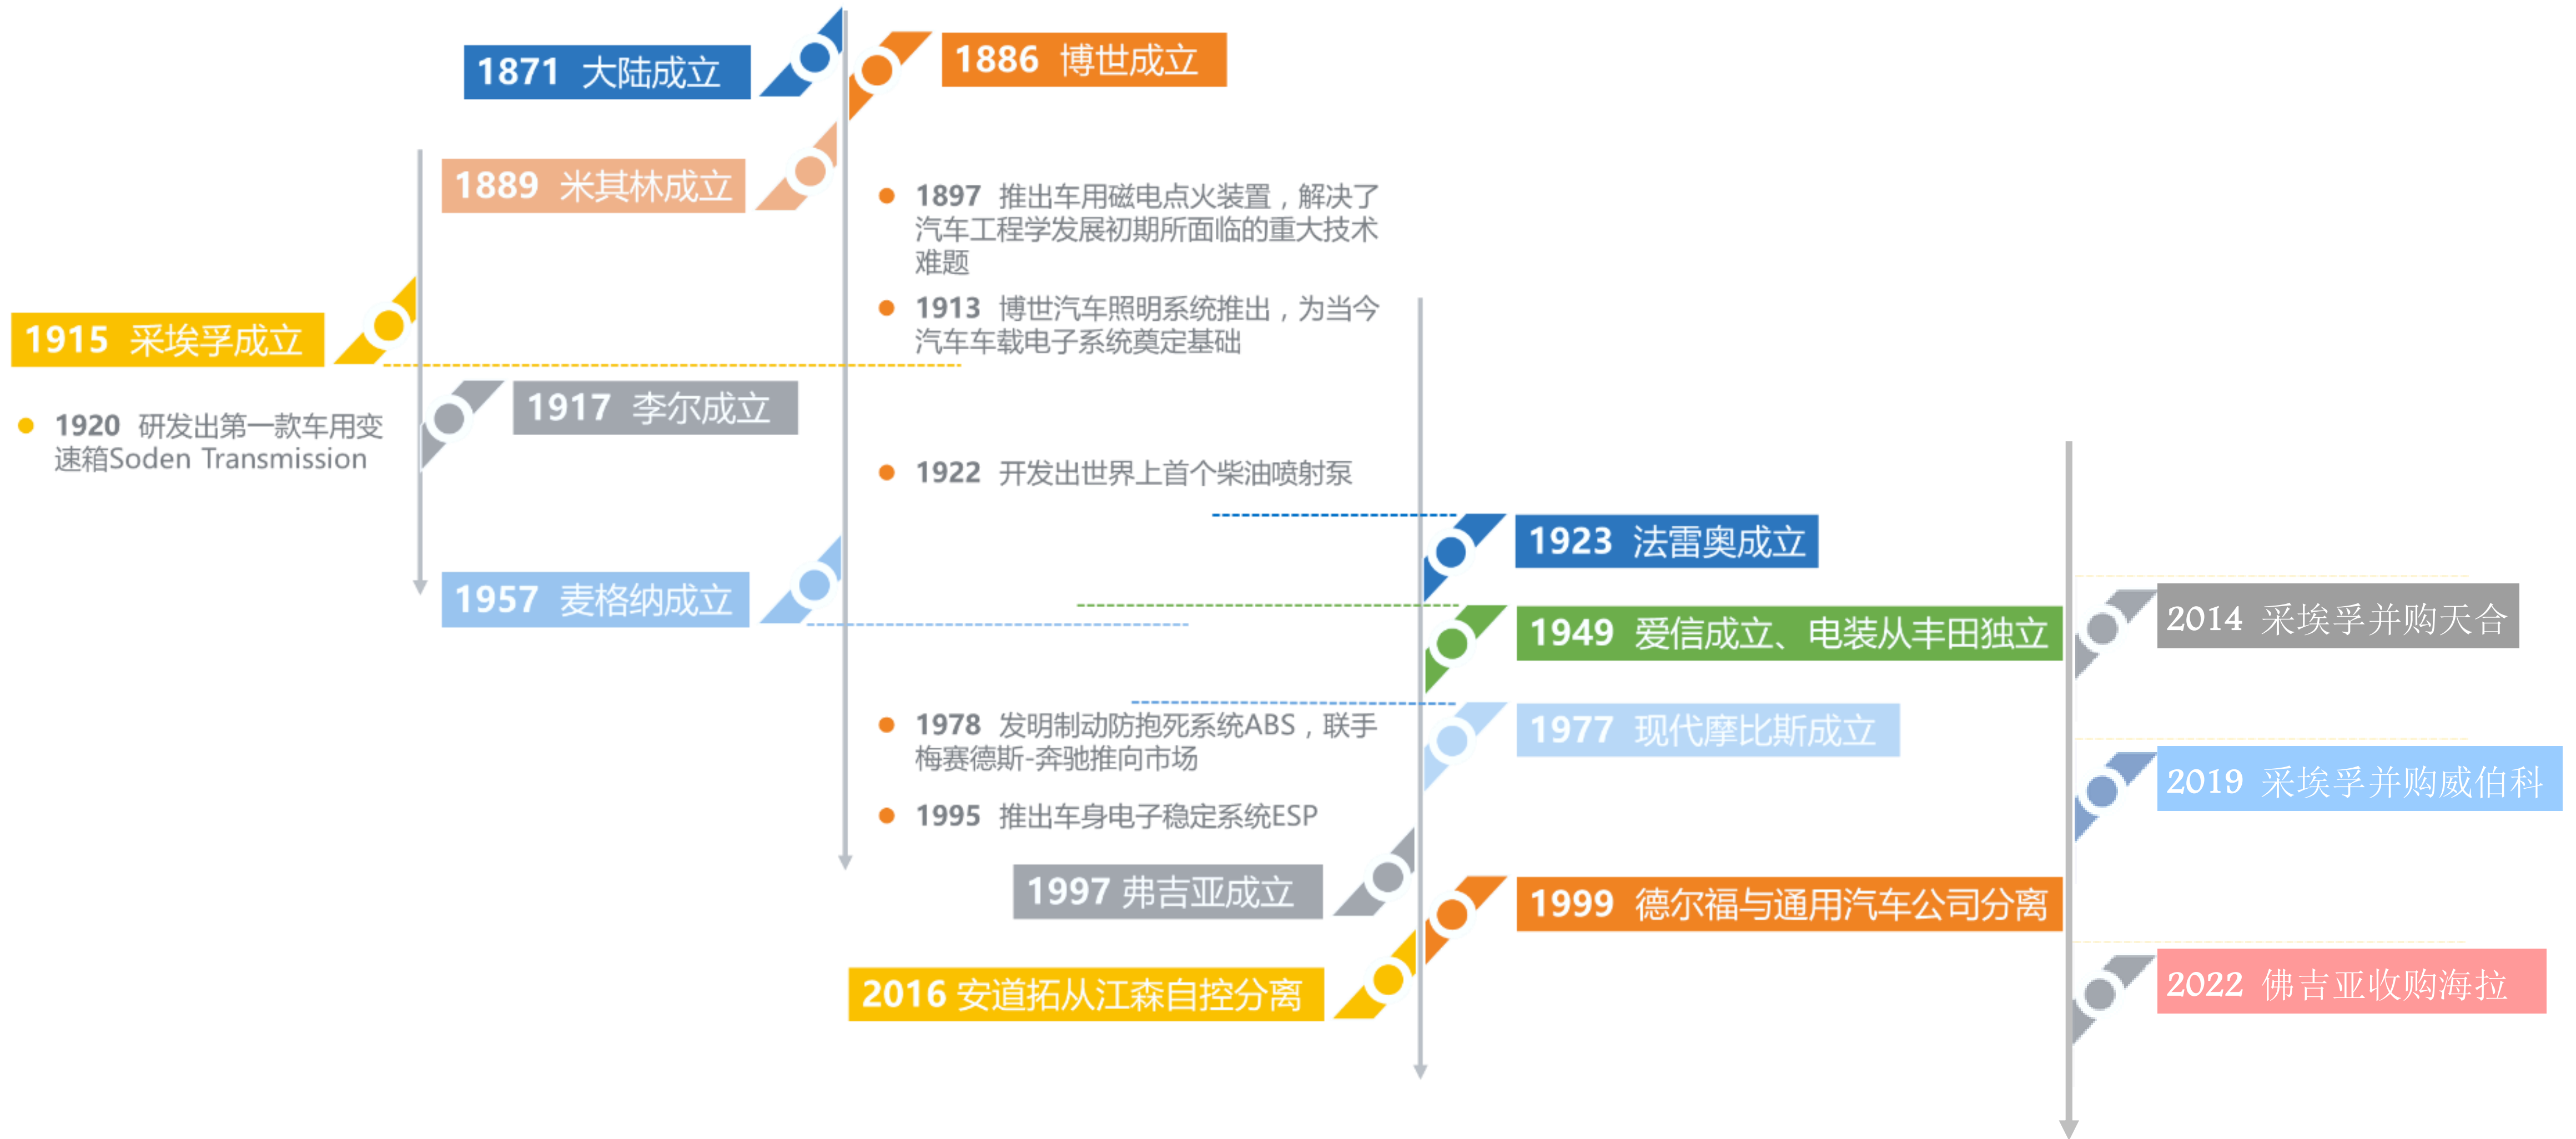 1871 大陆成立
1886 博世成立
1889 米其林成立
1897 推出车用磁电点火装置，解决了
汽车工程学发展初期所面临的重大技术
难题
1913 博世汽车照明系统推出，为当今
汽车车载电子系统奠定基础
1915 采埃孚成立
1917 李尔成立
1920 研发出第一款车用变
速箱Soden Transmission
1922 开发出世界上首个柴油喷射泵
1923 法雷奥成立
1957 麦格纳成立
1949 爱信成立、电装从丰田独立
1978 发明制动防抱死系统ABS，联手
梅赛德斯-奔驰推向市场
1977 现代摩比斯成立
1995 推出车身电子稳定系统ESP
1997 弗吉亚成立
1999 德尔福与通用汽车公司分离
2016 安道拓从江森自控分离
2014 采埃孚并购天合
2019 采埃孚并购威伯科
2022 佛吉亚收购海拉